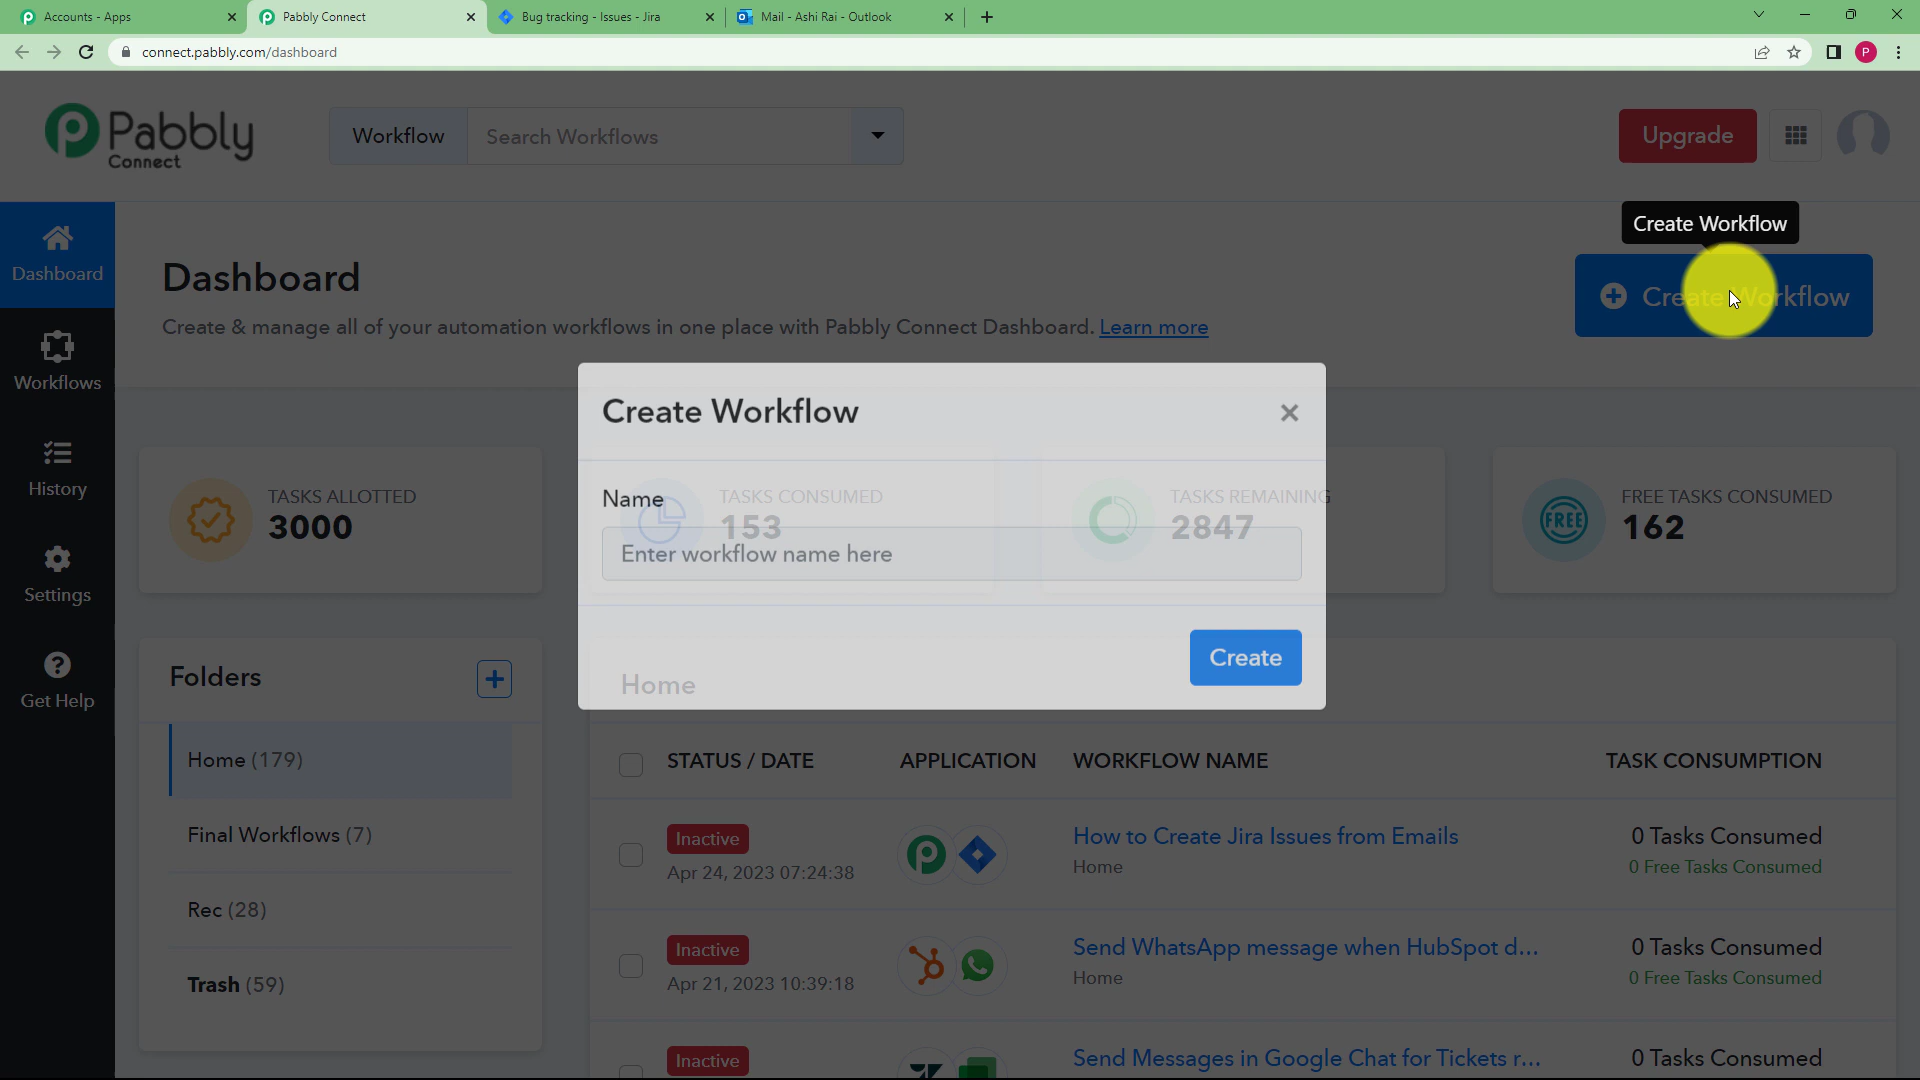 Accounts - Apps
Pabbly Connect
Bug tracking - Issues - Jira
Mail - Ashi Rai - Outlook
connect.pabbly.com/dashboard
P
Pabbly
Connect
Workflow
Search Workflows
Upgrade
Create Workflow
Dashboard
Dashboard
Create Workflow
Create & manage all of your automation workflows in one place with Pabbly Connect Dashboard. Learn more
Workflows
Create Workflow
History
TASKS ALLOTTED
3000
Name
TASKS CONSUMED
153
TASKS REMAINING
2847
FREE
FREE TASKS CONSUMED
162
Enter workflow name here
Settings
Create
Get Help
Folders
Home
Home (179)
STATUS / DATE
APPLICATION
WORKFLOW NAME
TASK CONSUMPTION
Final Workflows (7)
Inactive
Apr 24, 2023 07:24:38
How to Create Jira Issues from Emails
Home
0 Tasks Consumed
0 Free Tasks Consumed
Rec (28)
Inactive
Apr 21, 2023 10:39:18
Send WhatsApp message when HubSpot d...
Home
0 Tasks Consumed
0 Free Tasks Consumed
Trash (59)
Inactive
Send Messages in Google Chat for Tickets r...
0 Tasks Consumed